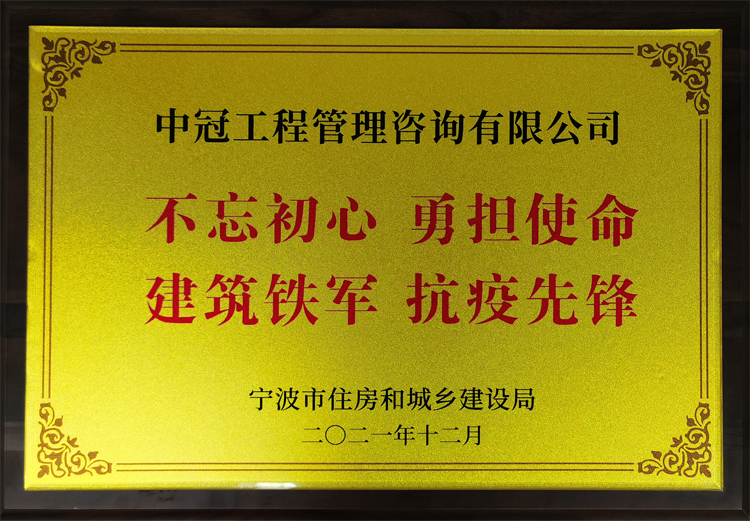 中冠工程管理咨询有限公司
不忘初心 勇担使命
建筑铁军 抗疫先锋
宁波市住房和城乡建设局
二〇二一年十二月